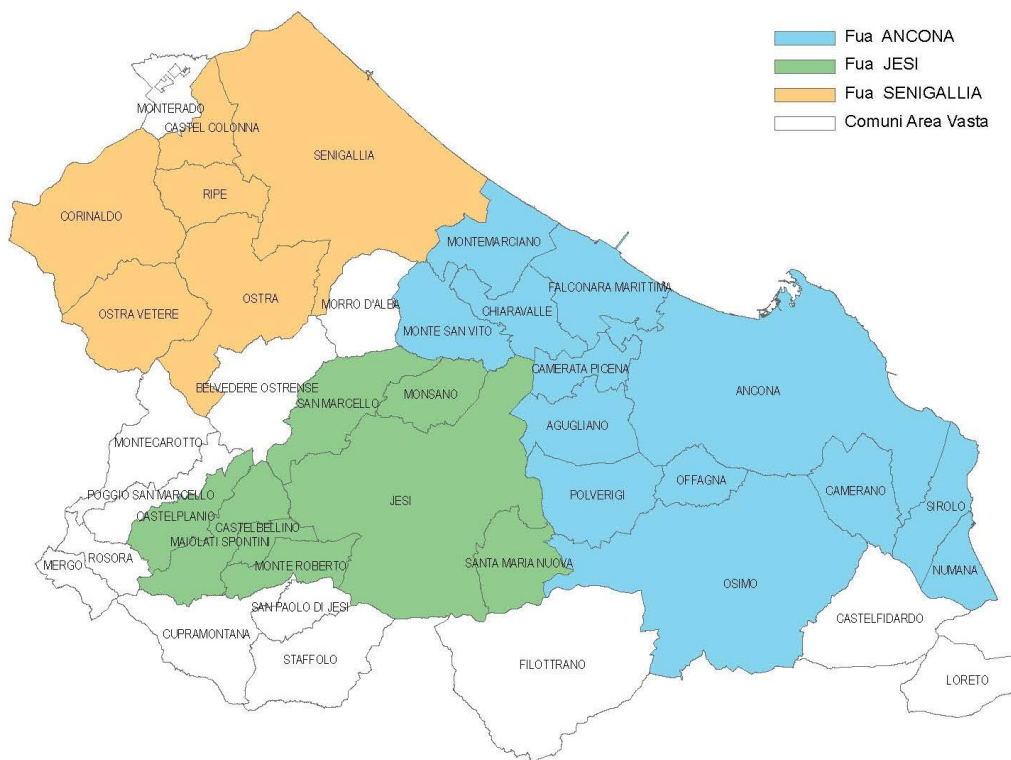 Fua ANCONA
Fua JESI
Fua SENIGALLIA
Comuni Area Vasta
MONTERADO
CASTEL COLONNA
SENIGALLIA
RIPE
CORINALDO
MONTEMARCIANO
FALCONARA MARITTIMA
OSTRA
MORRO D'ALBA
CHIARAVALLE
OSTRA VETERE
MONTE SAN VITO
CAMERATA PICENA
BELVEDERE OSTRENSE
MONSANO
ANCONA
SAN MARCELLO
AGUGLIANO
MONTECAROTTO
OFFAGNA
POGGIO SAN MARCELLO
JESI
POLVERIGI
CAMERANO
SIROLO
CASTELPLANIO
CASTELBELLINO
MAIOLATI SPONTINI
ROSORA
MERGO
MONTE ROBERTO
SANTA MARIA NUOVA
NUMANA
OSIMO
SAN PAOLO DI JESI
CASTELFIDARDO
CUPRAMONTANA
STAFFOLO
FILOTTRANO
LORETO